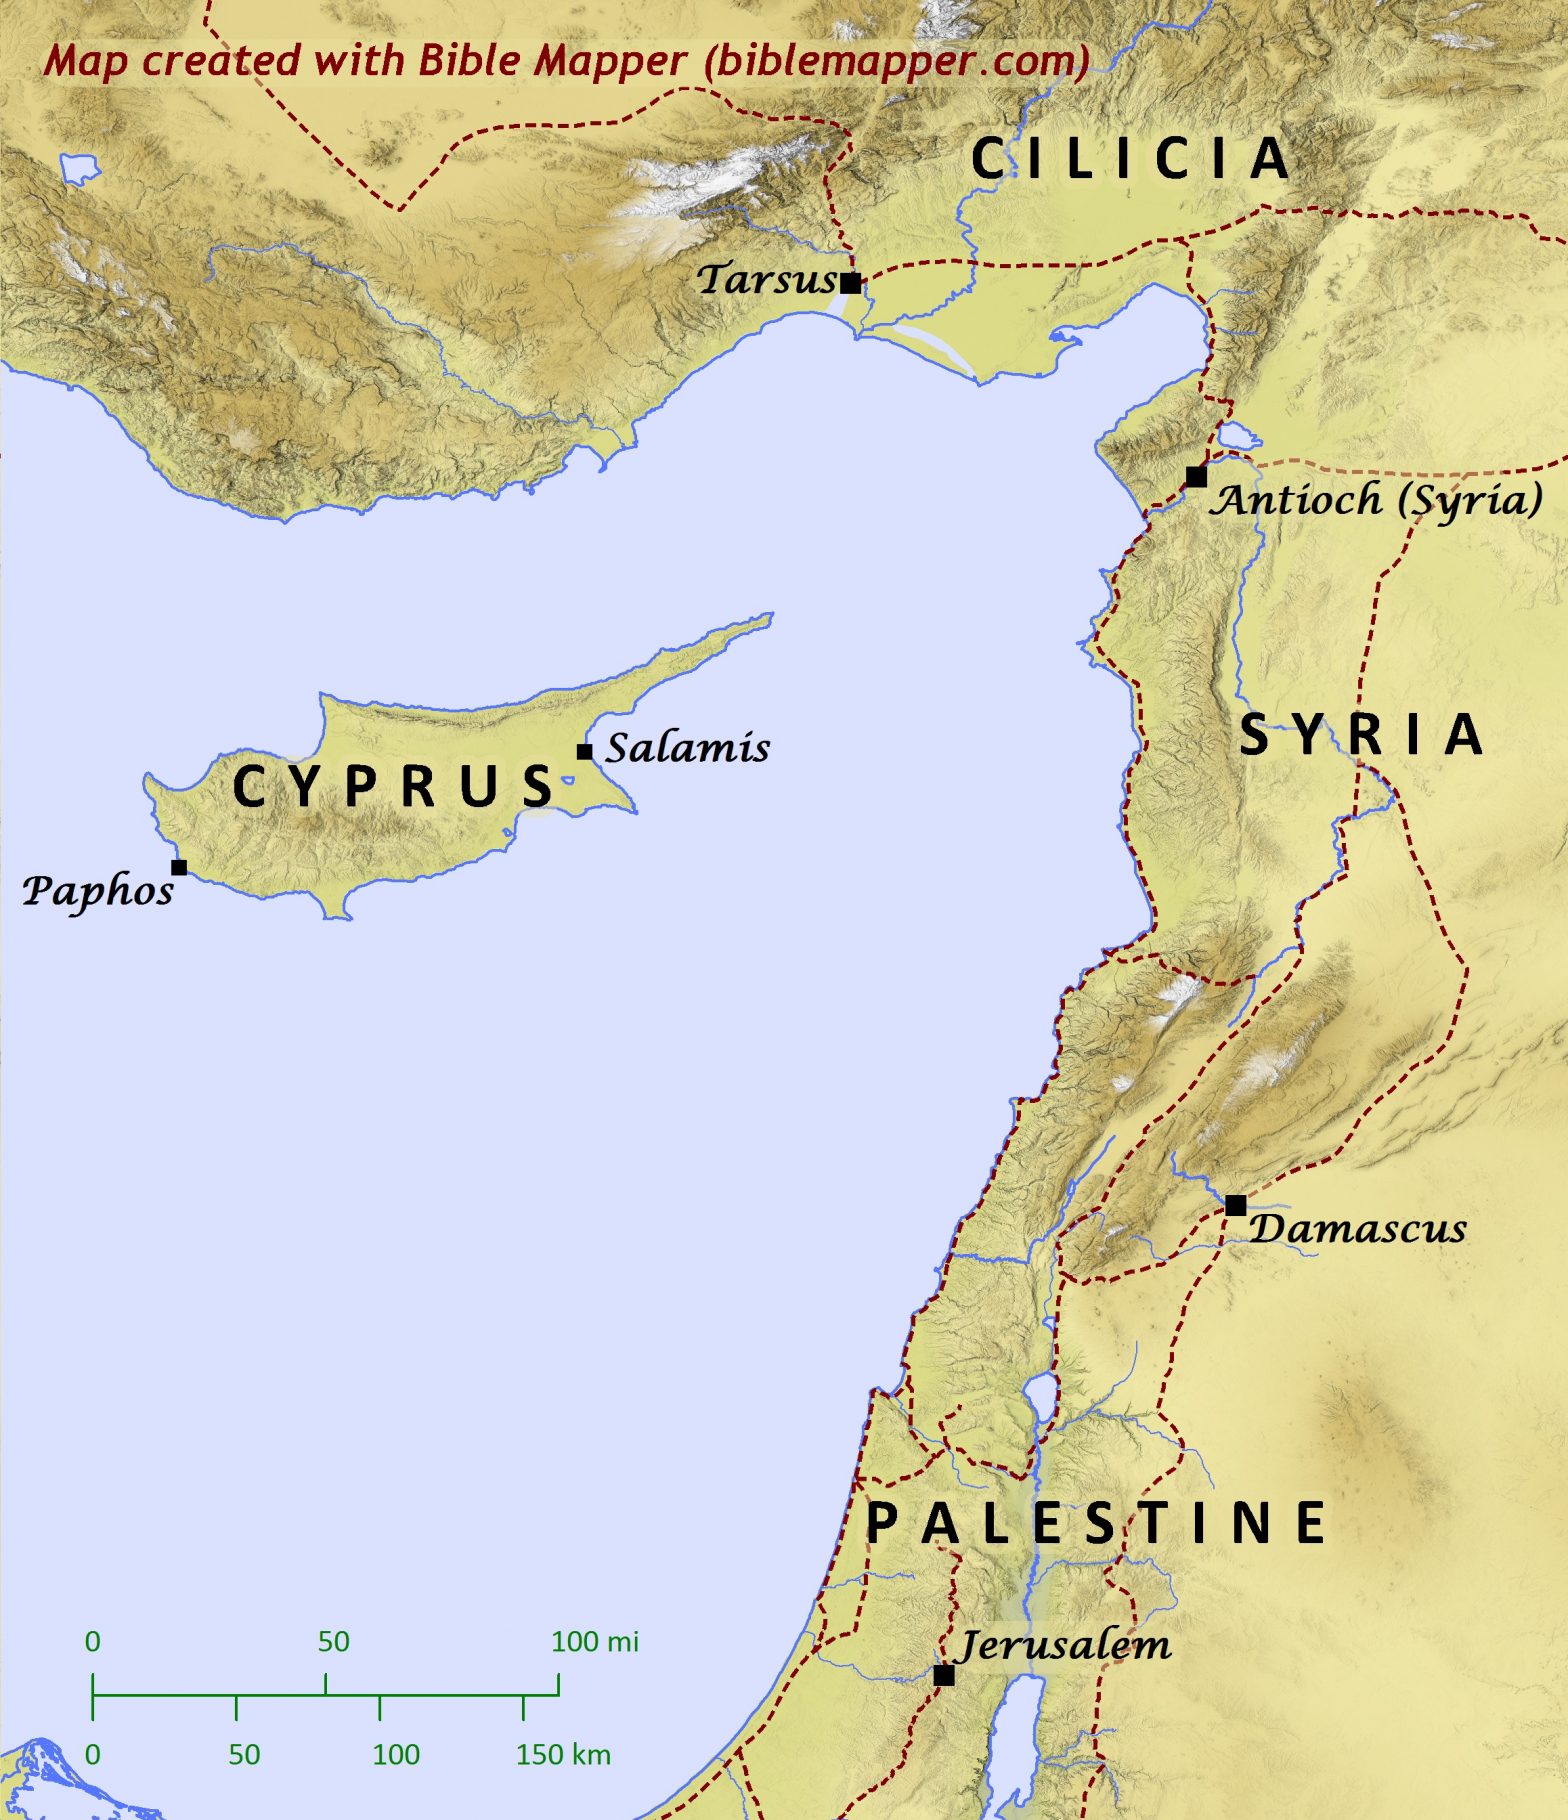 Map created with Bible Mapper (biblemapper.com)
CILICIA
Tarsus
Antioch (Syria)
SYRIA
Salamis
CYPRUS
Paphos
Damascus
PALESTINE
Jerusalem
0 50 100 mi
0 50 100 150 km